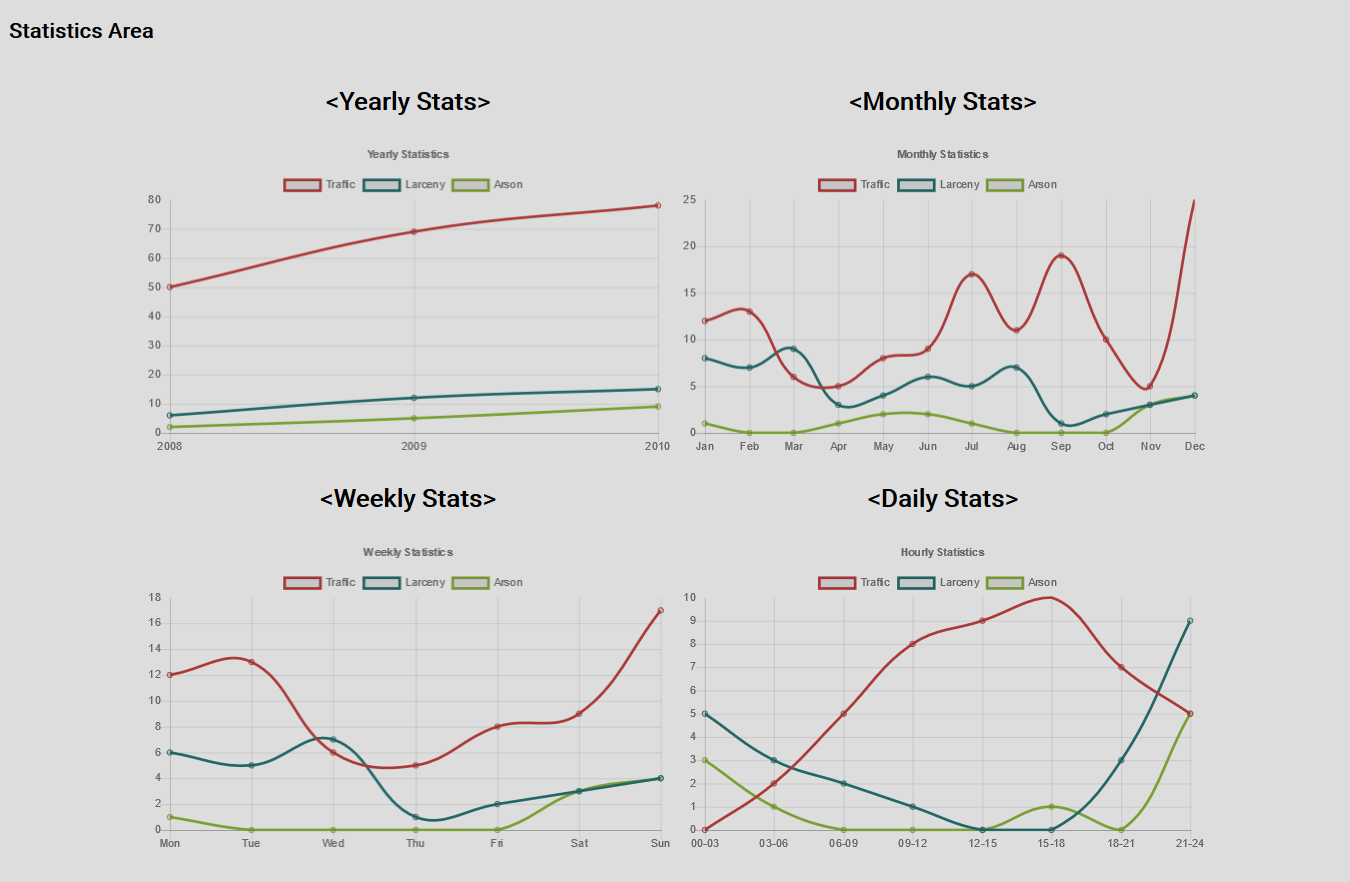 Statistics Area
<Yearly Stats>
Yearly Statistics
Traffic Larceny Arson
80
70
60
50
40
30
20
10
0
2008 2009 2010
<Monthly Stats>
Monthly Statistics
Traffic Larceny Arson
25
20
15
10
5
0
Jan Feb Mar Apr May Jun Jul Aug Sep Oct Nov Dec
<Weekly Stats>
Weekly Statistics
Traffic Larceny Arson
18
16
14
12
10
8
6
4
2
0
Mon Tue Wed Thu Fri Sat Sun
<Daily Stats>
Hourly Statistics
Traffic Larceny Arson
10
9
8
7
6
5
4
3
2
1
0
00-03 03-06 06-09 09-12 12-15 15-18 18-21 21-24